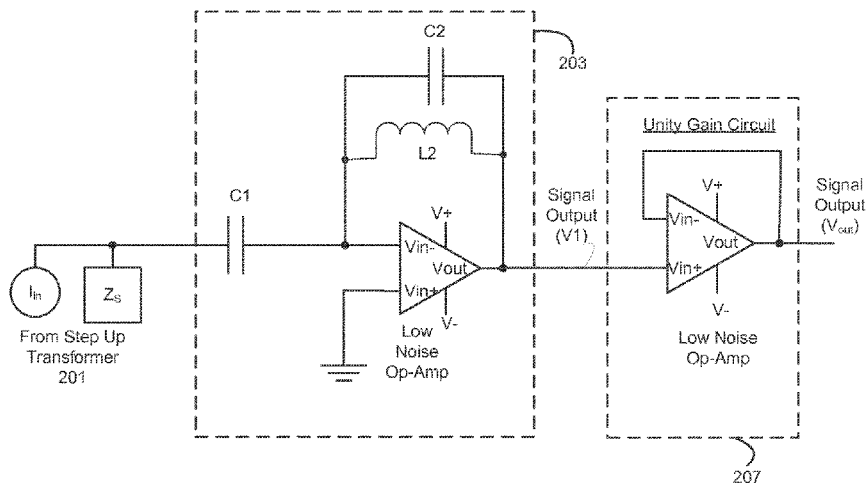 C2
203
L2
C1
V+
Vin-
Vout
Vin+
V-
Low
Noise
Op-Amp
Iin
Zs
From Step Up
Transformer
201
Signal
Output
(V1)
Unity Gain Circuit
V+
Vin-
Vout
Vin+
V-
Low Noise
Op-Amp
Signal
Output
(Vout)
207